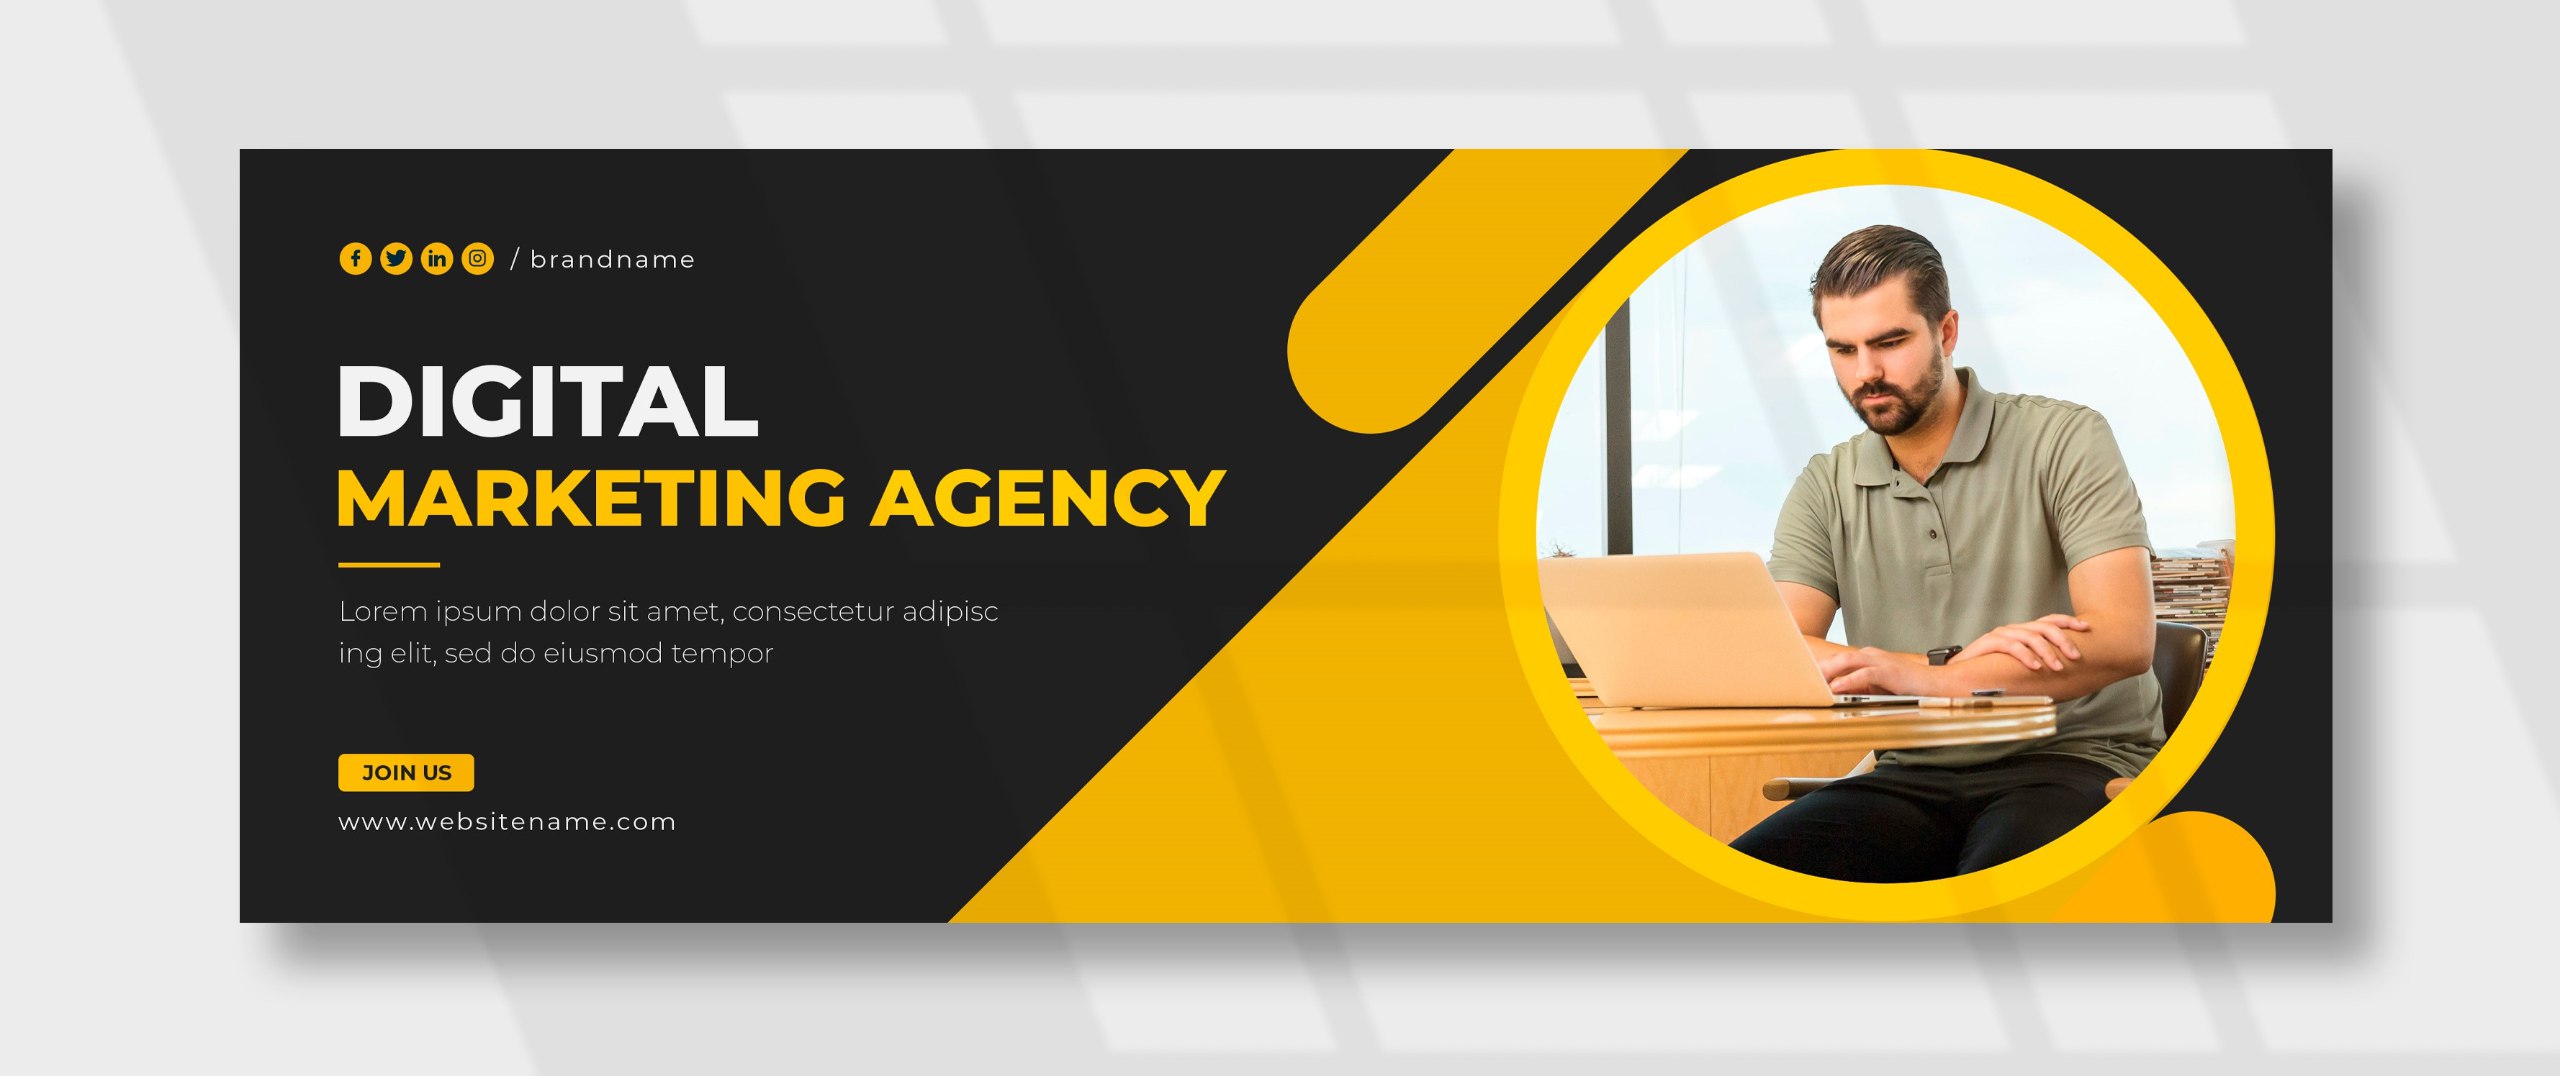 / brandname
DIGITAL
MARKETING AGENCY
Lorem ipsum dolor sit amet, consectetur adipisc
ing elit, sed do eiusmod tempor
JOIN US
www.websitename.com